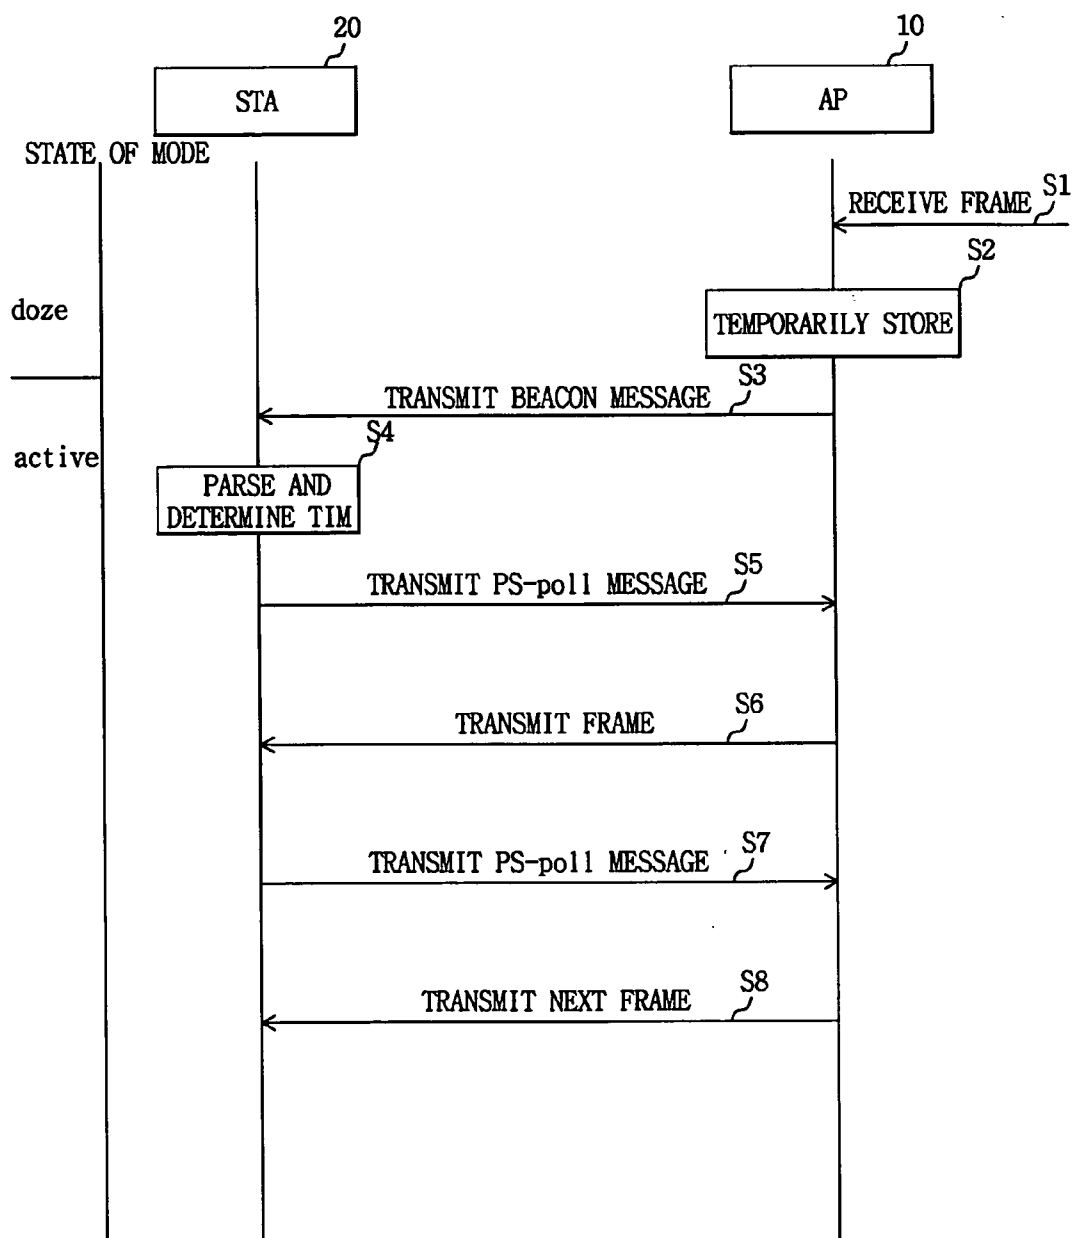 20
10
STA
AP
STATE OF MODE
S1
RECEIVE FRAME
S2
doze
TEMPORARILY STORE
S3
TRANSMIT BEACON MESSAGE
S4
active
PARSE AND
DETERMINE TIM
S5
TRANSMIT PS-poll MESSAGE
S6
TRANSMIT FRAME
S7
TRANSMIT PS-poll MESSAGE
S8
TRANSMIT NEXT FRAME